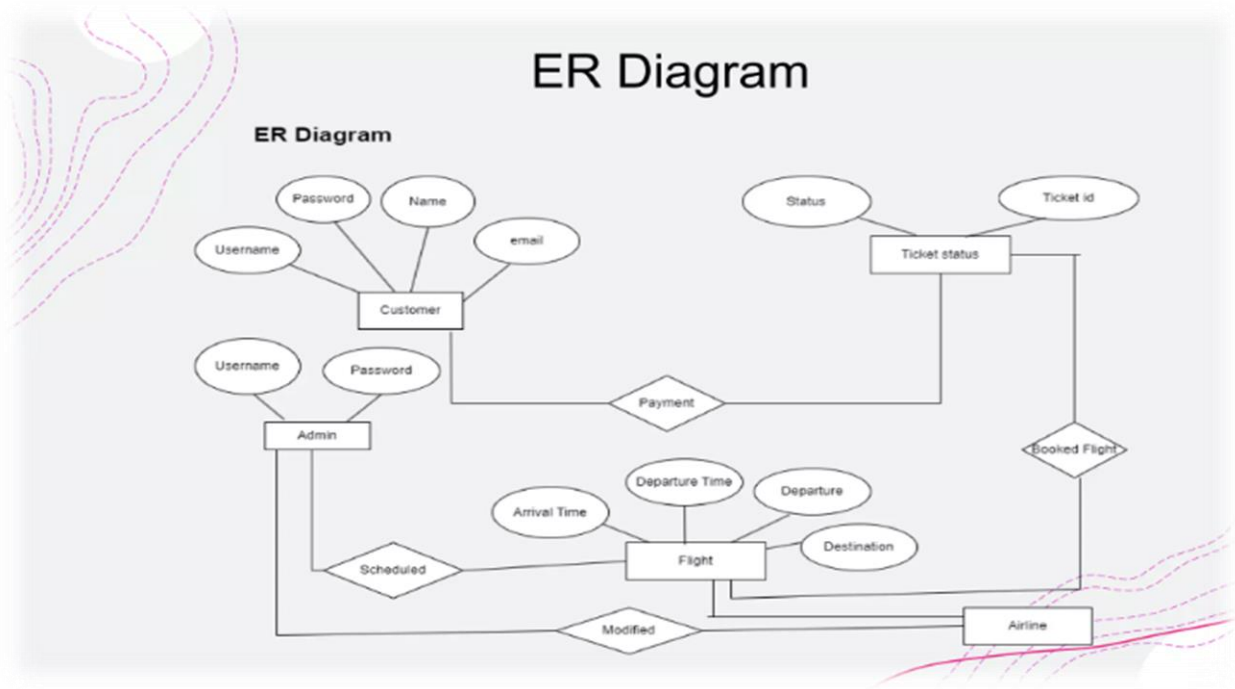 ER Diagram
ER Diagram
Password
Name
Status
Ticket id
Username
email
Ticket status
Customer
Username
Password
Payment
Admin
Booked Flight
Departure Time
Departure
Arrival Time
Destination
Flight
Scheduled
Modified
Airline